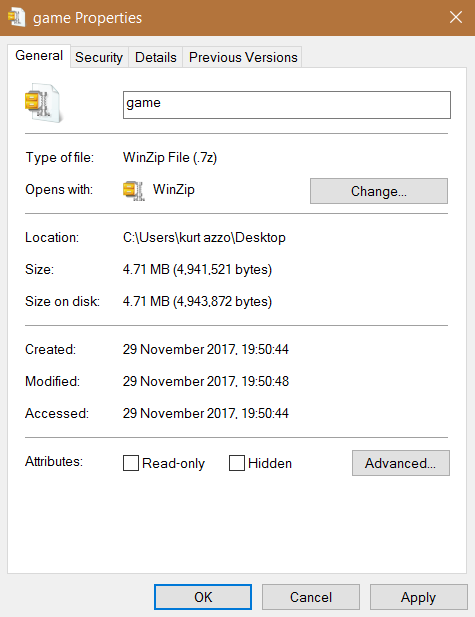 game Properties
General Security Details Previous Versions
game
Type of file: WinZip File (.7z)
Opens with: WinZip Change...
Location: C:\Users\kurt azzo\Desktop
Size: 4.71 MB (4,941,521 bytes)
Size on disk: 4.71 MB (4,943,872 bytes)
Created: 29 November 2017, 19:50:44
Modified: 29 November 2017, 19:50:48
Accessed: 29 November 2017, 19:50:44
Attributes: Read-only Hidden Advanced...
OK Cancel Apply